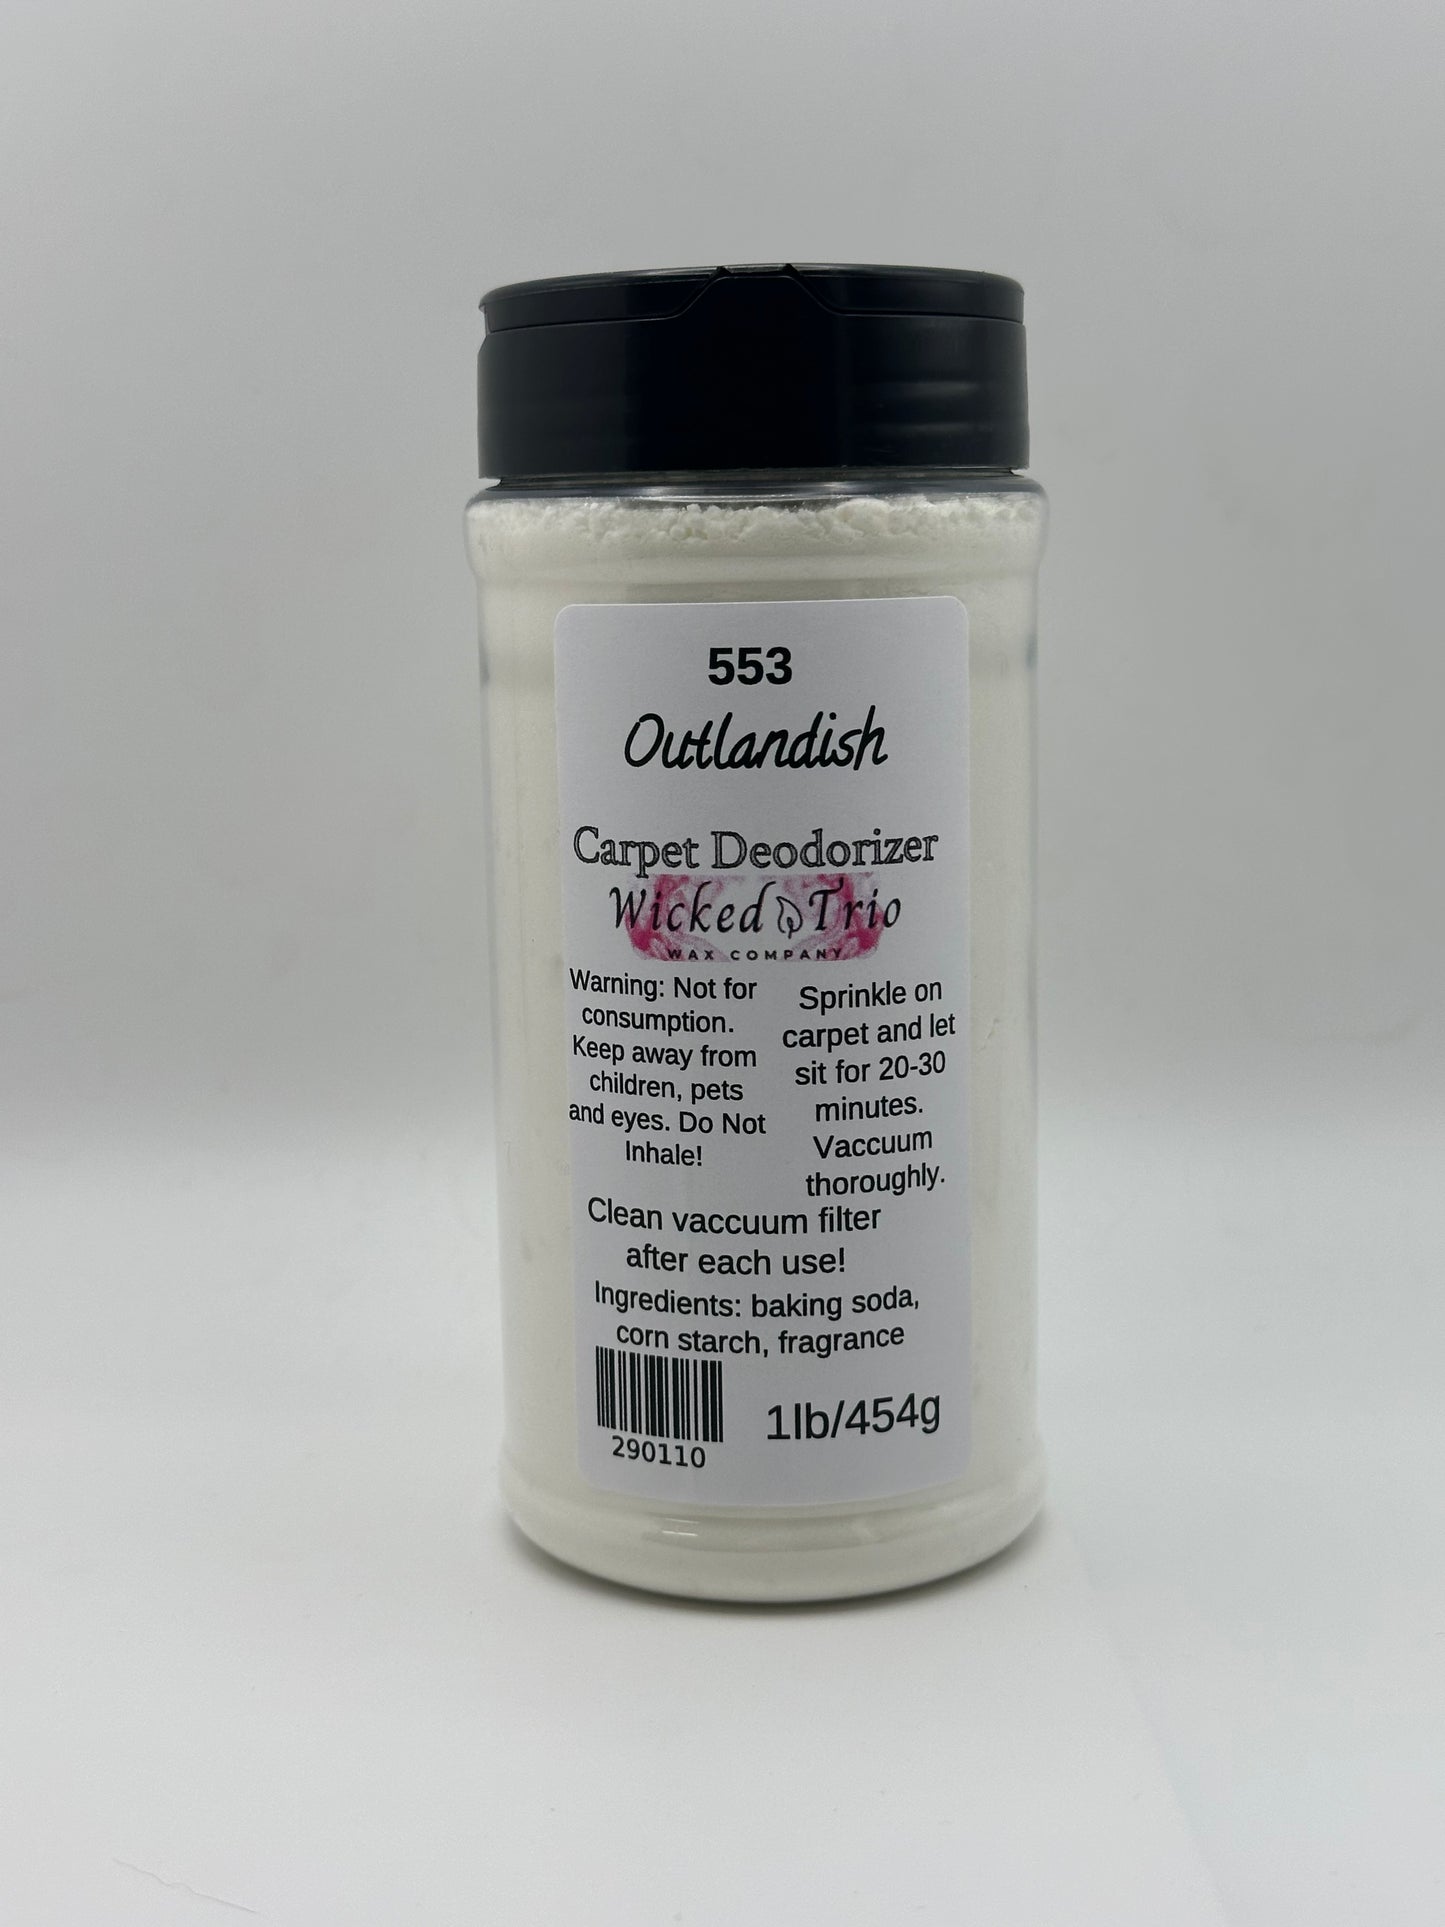 553
Outlandish
Carpet Deodorizer
Wicked Trio
WAX COMPANY
Warning: Not for
consumption.
Keep away from
children, pets
and eyes. Do Not
Inhale!
Sprinkle on
carpet and let
sit for 20-30
minutes.
Vaccuum
thoroughly.
Clean vaccuum filter
after each use!
Ingredients: baking soda,
corn starch, fragrance
290110
1lb/454g